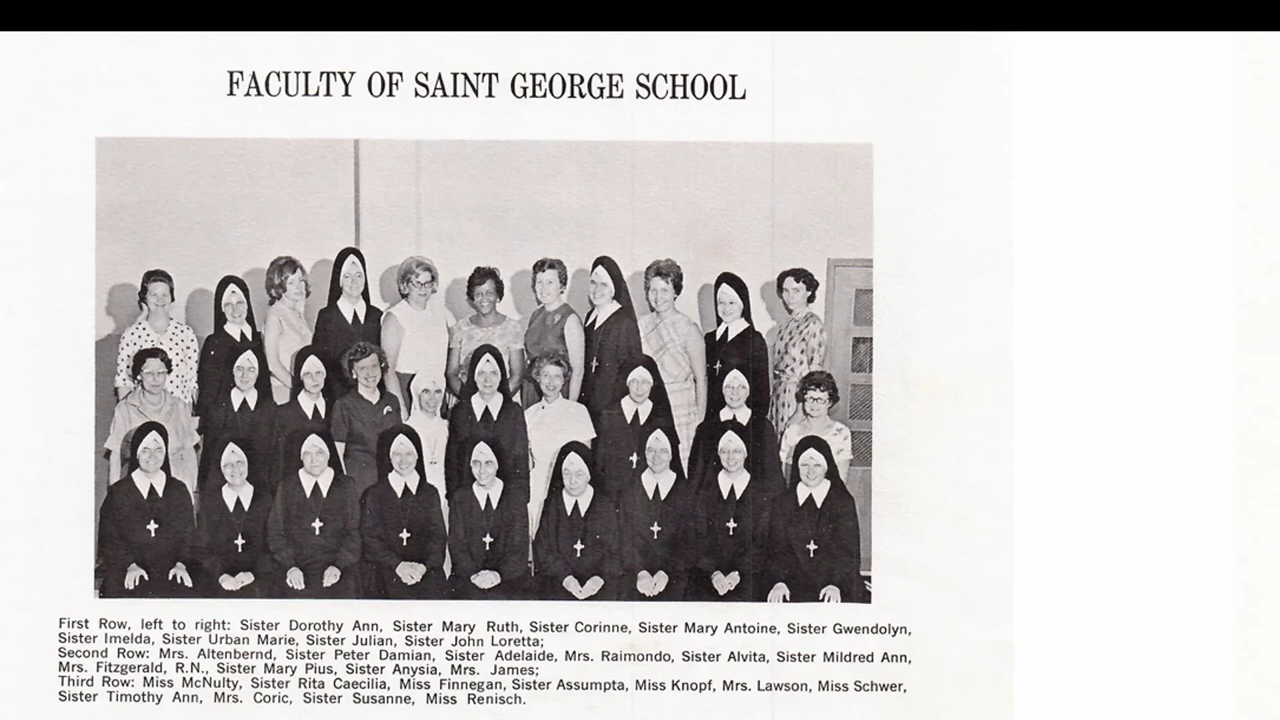 FACULTY OF SAINT GEORGE SCHOOL
First Row, left to right: Sister Dorothy Ann, Sister Mary Ruth, Sister Corinne, Sister Mary Antoine, Sister Gwendolyn,
Sister Imelda, Sister Urban Marie, Sister Julian, Sister John Loretta;
Second Row: Mrs. Altenbernd, Sister Peter Damian, Sister Adelaide, Mrs. Raimondo, Sister Alvita, Sister Mildred Ann,
Mrs. Fitzgerald, R.N., Sister Mary Pius, Sister Anysia, Mrs. James;
Third Row: Miss McNulty, Sister Rita Caecilia, Miss Finnegan, Sister Assumpta, Miss Knopf, Mrs. Lawson, Miss Schwer,
Sister Timothy Ann, Mrs. Coric, Sister Susanne, Miss Renisch.